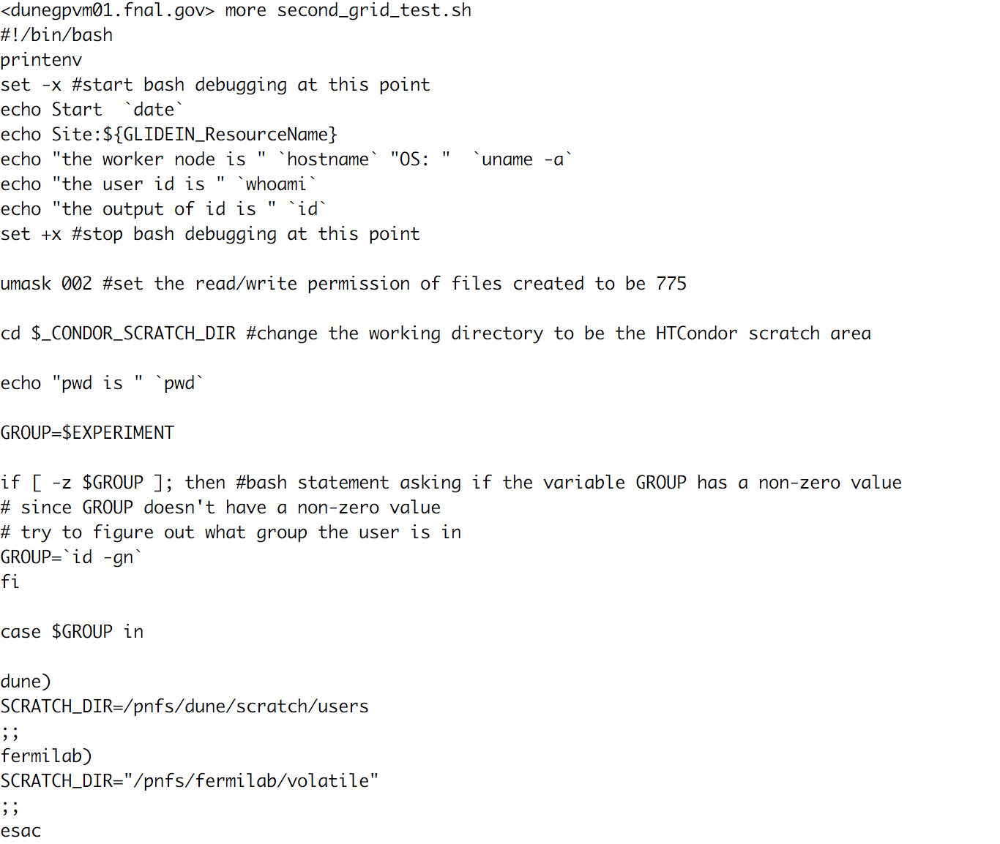 <dunegpvm01.fnal.gov> more second_grid_test.sh
#!/bin/bash
printenv
set -x #start bash debugging at this point
echo Start  `date`
echo Site:${GLIDEIN_ResourceName}
echo "the worker node is " `hostname` "OS: "  `uname -a`
echo "the user id is " `whoami`
echo "the output of id is " `id`
set +x #stop bash debugging at this point
umask 002 #set the read/write permission of files created to be 775
cd $_CONDOR_SCRATCH_DIR #change the working directory to be the HTCondor scratch area
echo "pwd is " `pwd`
GROUP=$EXPERIMENT
if [ -z $GROUP ]; then #bash statement asking if the variable GROUP has a non-zero value
# since GROUP doesn't have a non-zero value
# try to figure out what group the user is in
GROUP=`id -gn`
fi
case $GROUP in
dune)
SCRATCH_DIR=/pnfs/dune/scratch/users
;;
fermilab)
SCRATCH_DIR="/pnfs/fermilab/volatile"
;;
esac